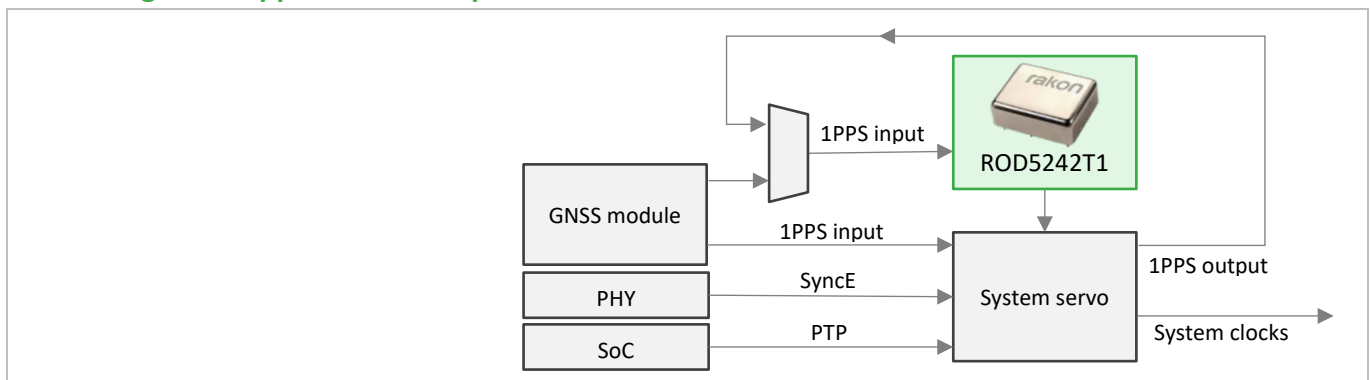 rakon
1PPS input
ROD5242T1
GNSS module
1PPS input
1PPS output
SyncE
PHY
System servo
PTP
System clocks
SoC